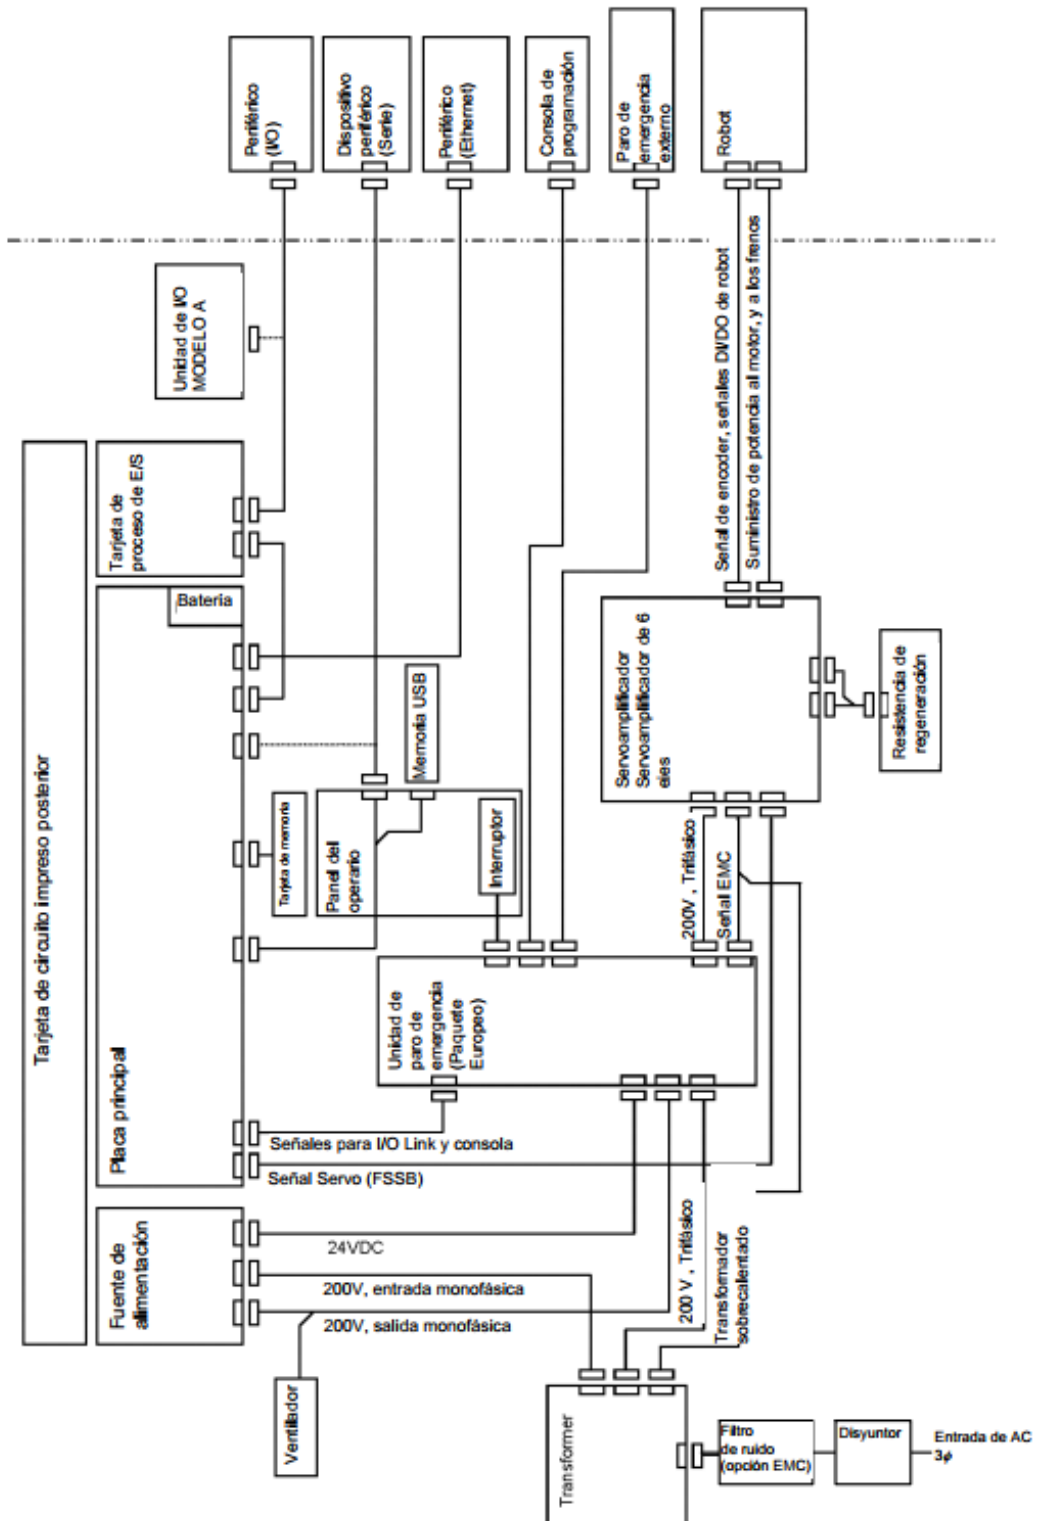 Periférico
(I/O)
Dispositivo
periférico
(Serie)
Periférico
(Ethernet)
Consola de
programación
Paro de
emergencia
externo
Robot
Unidad de I/O
MODELO A
Señal de encoder, señales DI/DO de robot
Suministro de potencia al motor, y a los frenos
Tarjeta de circuito impreso posterior
Tarjeta de
proceso de E/S
Bateria
Placa principal
Tarjeta de memoria
Panel del
operario
Memoria USB
Interruptor
Servoamplificador
Servoamplificador de 6
ejes
Resistencia de
regeneración
200V , Trifásico
Señal EMC
Unidad de
paro de
emergencia
(Paquete
Europeo)
Señales para I/O Link y consola
Señal Servo (FSSB)
Fuente de
alimentación
24VDC
200V, entrada monofásica
200V, salida monofásica
200 V , Trifásico
Transformador
sobrecalentado
Ventilador
Transformer
Filtro
de ruido
(opción EMC)
Disyuntor
Entrada de AC
3ϕ